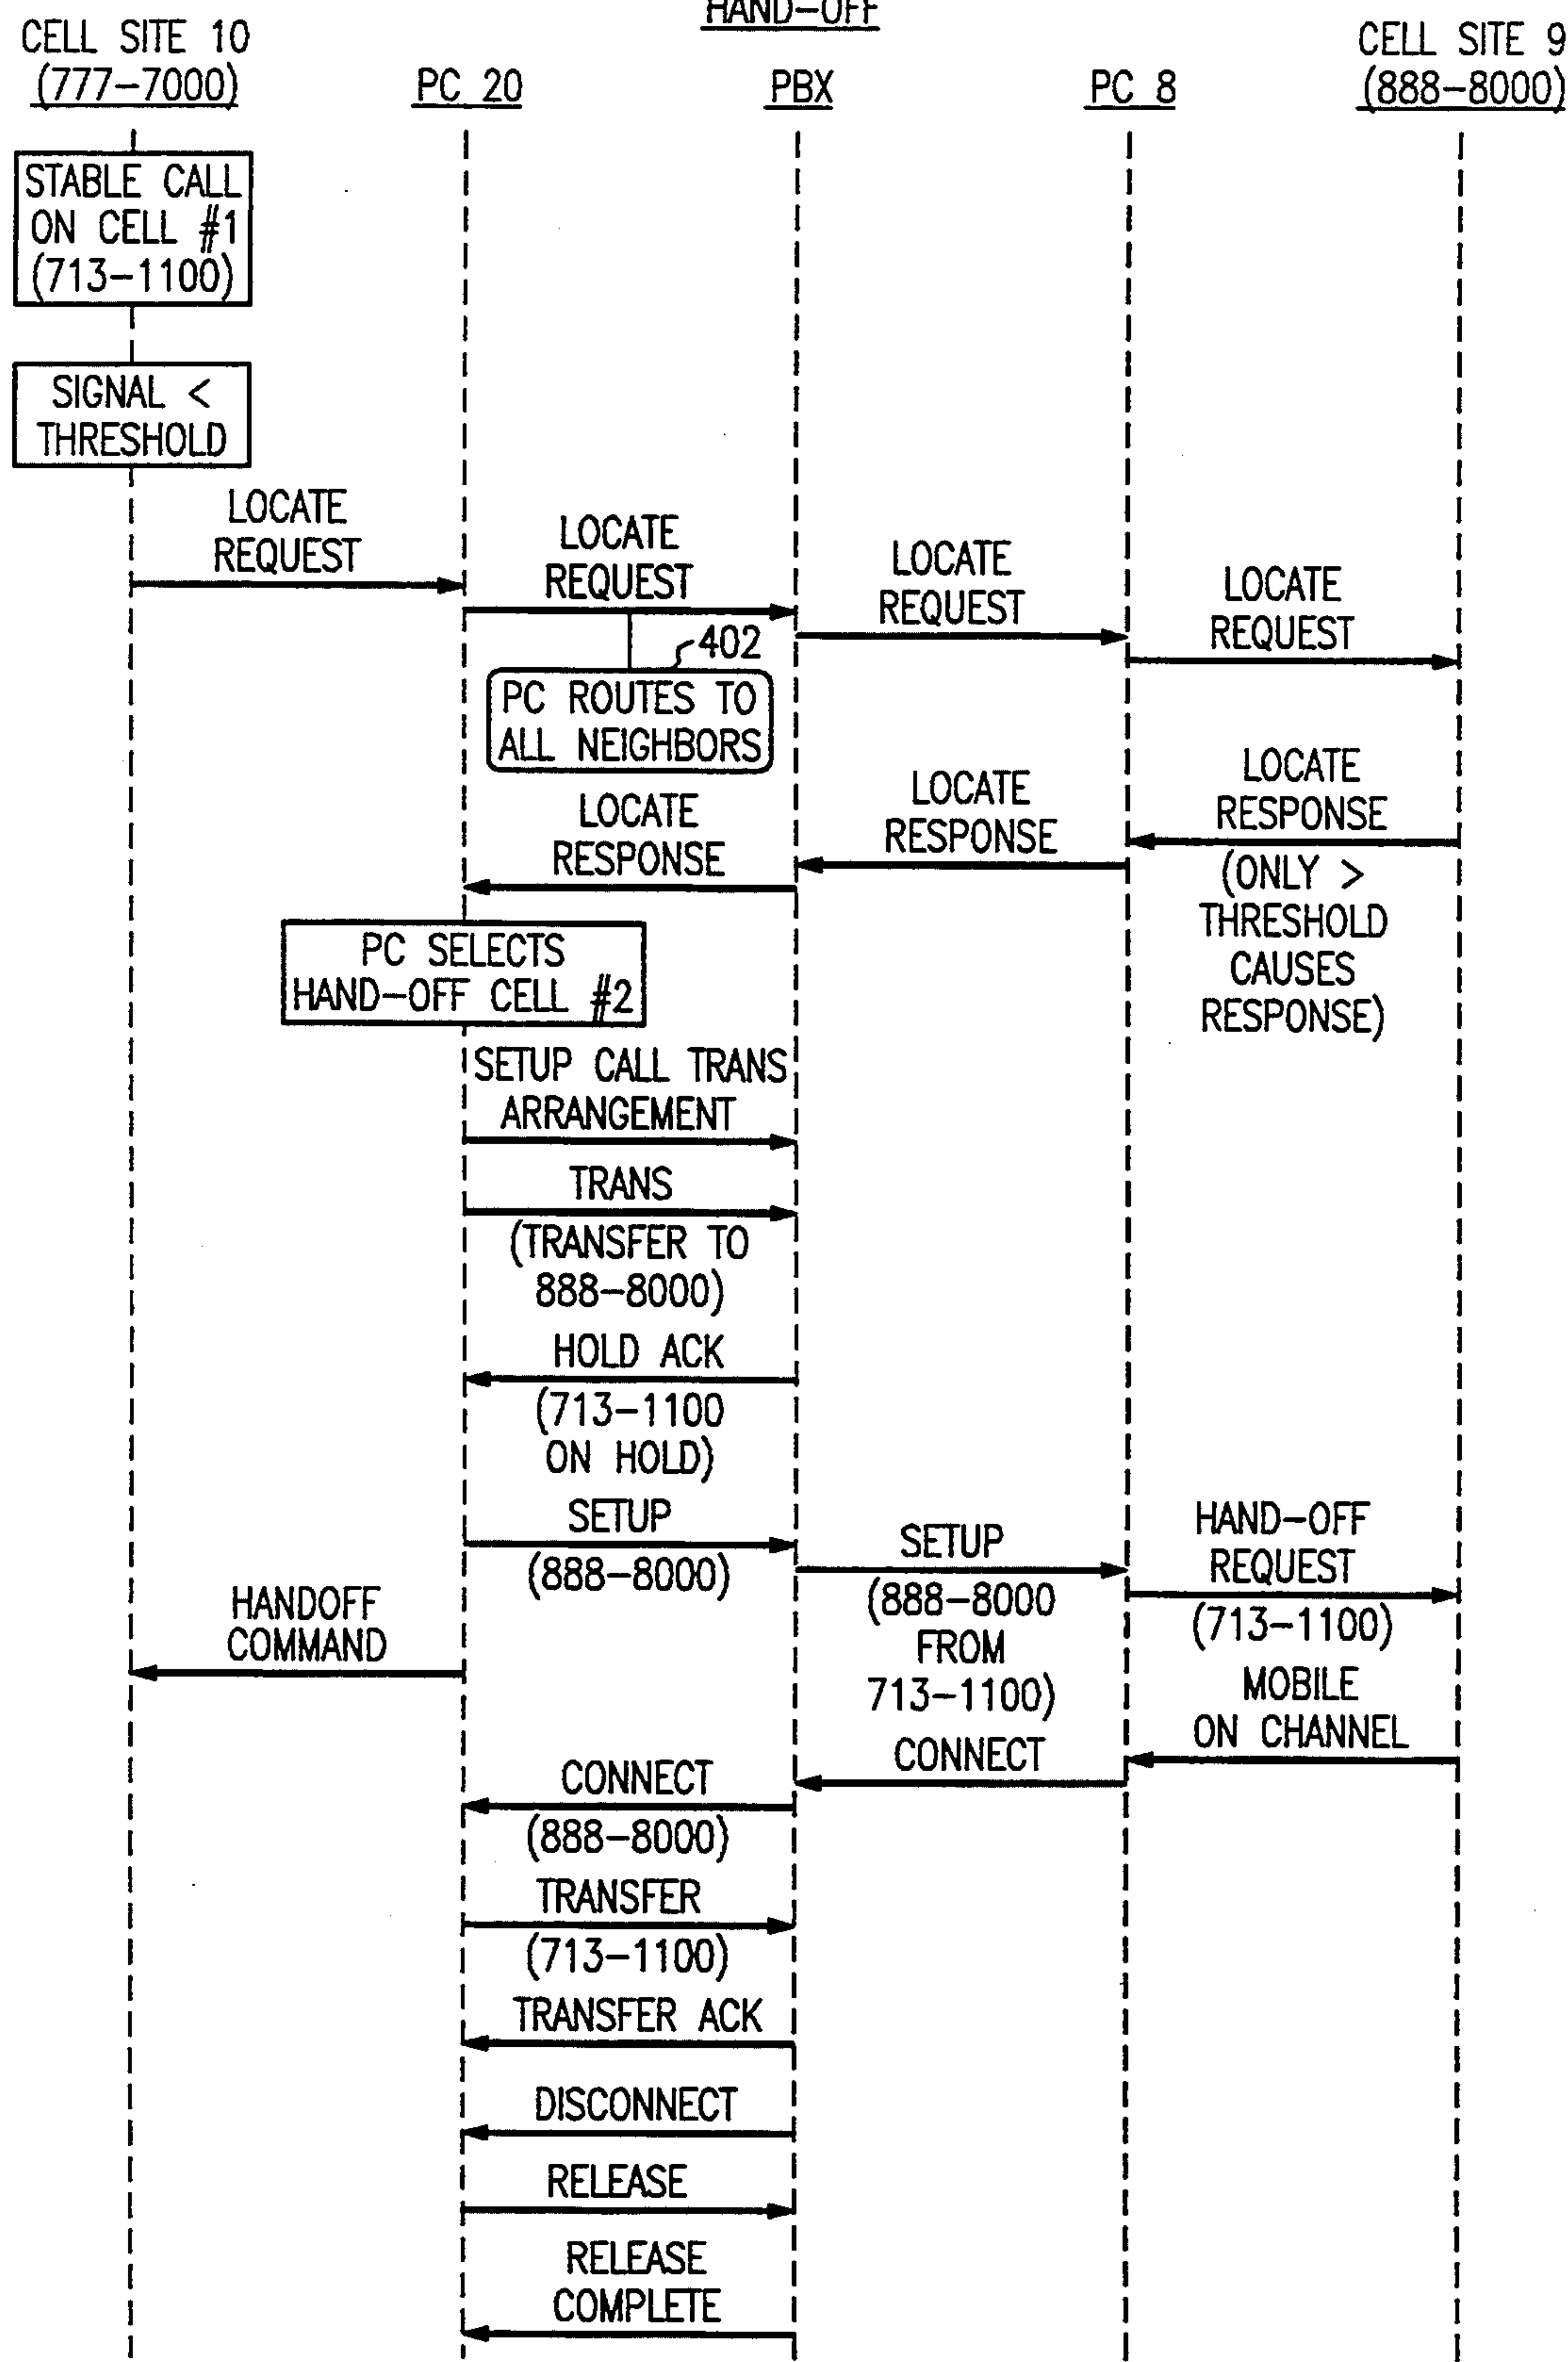 HAND-OFF
CELL SITE 10
(777-7000)
PC 20
PBX
PC 8
CELL SITE 9
(888-8000)
STABLE CALL
ON CELL #1
(713-1100)
SIGNAL <
THRESHOLD
LOCATE
REQUEST
LOCATE
REQUEST
LOCATE
REQUEST
LOCATE
REQUEST
402
PC ROUTES TO
ALL NEIGHBORS
LOCATE
RESPONSE
(ONLY >
THRESHOLD
CAUSES
RESPONSE)
LOCATE
RESPONSE
LOCATE
RESPONSE
PC SELECTS
HAND-OFF CELL #2
SETUP CALL TRANS
ARRANGEMENT
TRANS
(TRANSFER TO
888-8000)
HOLD ACK
(713-1100
ON HOLD)
SETUP
(888-8000)
SETUP
(888-8000
FROM
713-1100)
HAND-OFF
REQUEST
(713-1100)
HANDOFF
COMMAND
MOBILE
ON CHANNEL
CONNECT
CONNECT
(888-8000)
TRANSFER
(713-1100)
TRANSFER ACK
DISCONNECT
RELEASE
RELEASE
COMPLETE